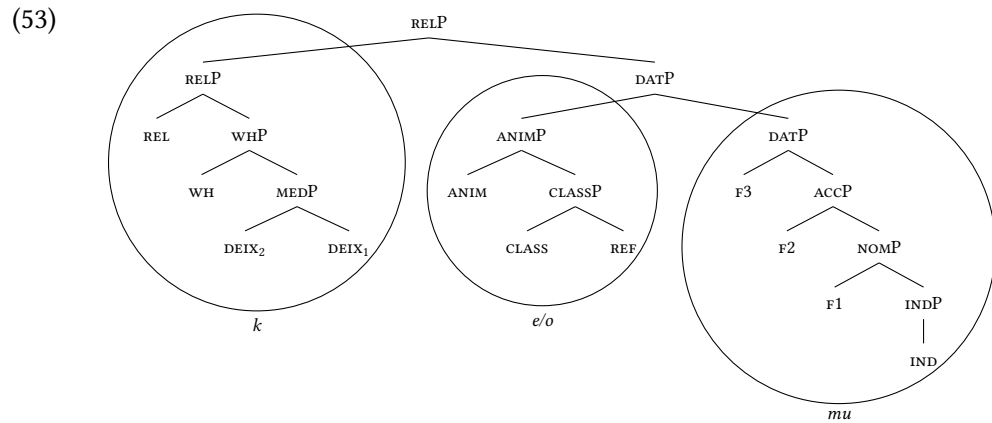 (53)
RELP
RELP DATP
REL WHP ANIMP DATP
WH MEDP ANIM CLASSP F3 ACCP
DEIX₂ DEIX₁ CLASS REF F2 NOMP
k e/o F1 INDP
IND
mu